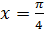 x = π/4